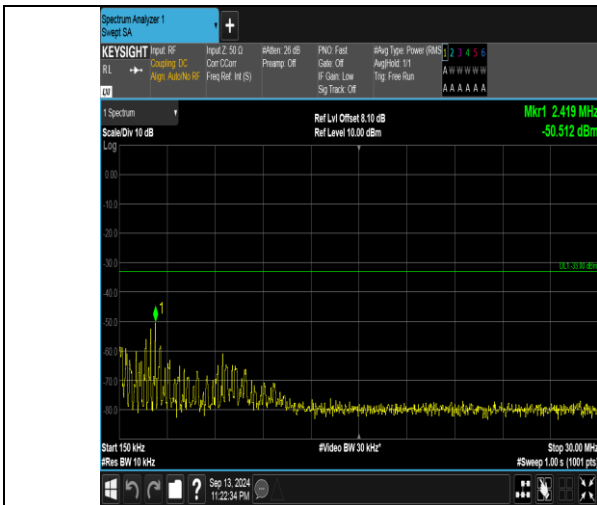 Spectrum Analyzer 1
Swept SA
+
KEYSIGHT
RL
LXI
Input: RF
Coupling: DC
Align: Auto/No RF
Input Z: 50 Ω
Corr CCorr
Freq Ref: Int (S)
#Atten: 26 dB
Preamp: Off
PNO: Fast
Gate: Off
IF Gain: Low
Sig Track: Off
#Avg Type: Power (RMS
Avg|Hold: 1/1
Trig: Free Run
1 2 3 4 5 6
A W W W W W
A A A A A A
1 Spectrum
Scale/Div 10 dB
Ref Lvl Offset 8.10 dB
Ref Level 10.00 dBm
Mkr1 2.419 MHz
-50.512 dBm
Log
0.00
-10.0
-20.0
-30.0
DL1 -33.00 dBm
-40.0
1
-50.0
-60.0
-70.0
-80.0
Start 150 kHz
#Res BW 10 kHz
#Video BW 30 kHz*
Stop 30.00 MHz
#Sweep 1.00 s (1001 pts)
?
Sep 13, 2024
11:22:34 PM